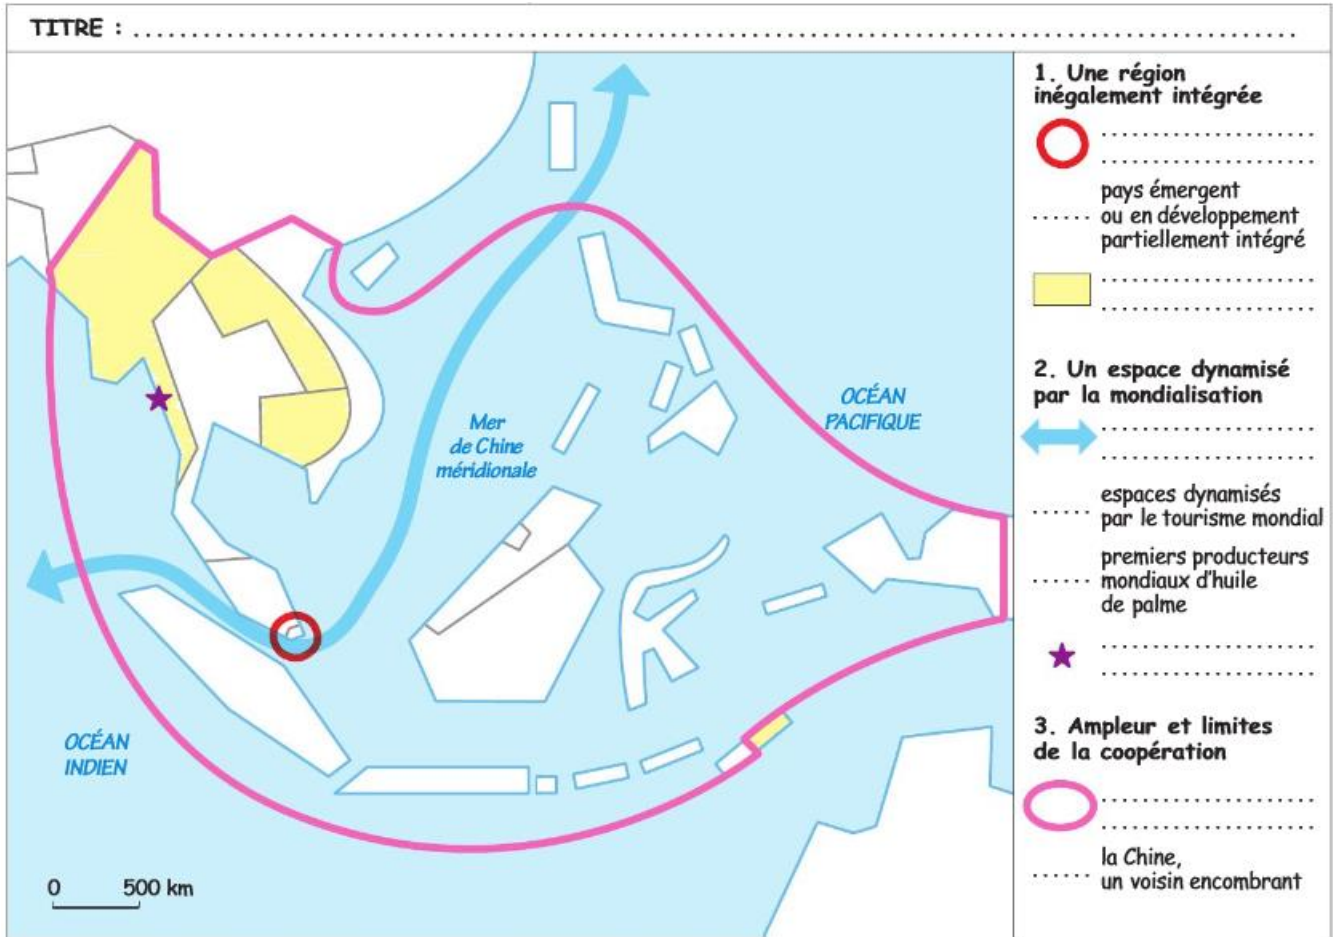 TITRE : ........................................................................................................
OCÉAN
PACIFIQUE
Mer
de Chine
méridionale
OCÉAN
INDIEN
0 500 km
1. Une région
inégalement intégrée
pays émergent
ou en développement
partiellement intégré
2. Un espace dynamisé
par la mondialisation
espaces dynamisés
par le tourisme mondial
premiers producteurs
mondiaux d'huile
de palme
3. Ampleur et limites
de la coopération
la Chine,
un voisin encombrant